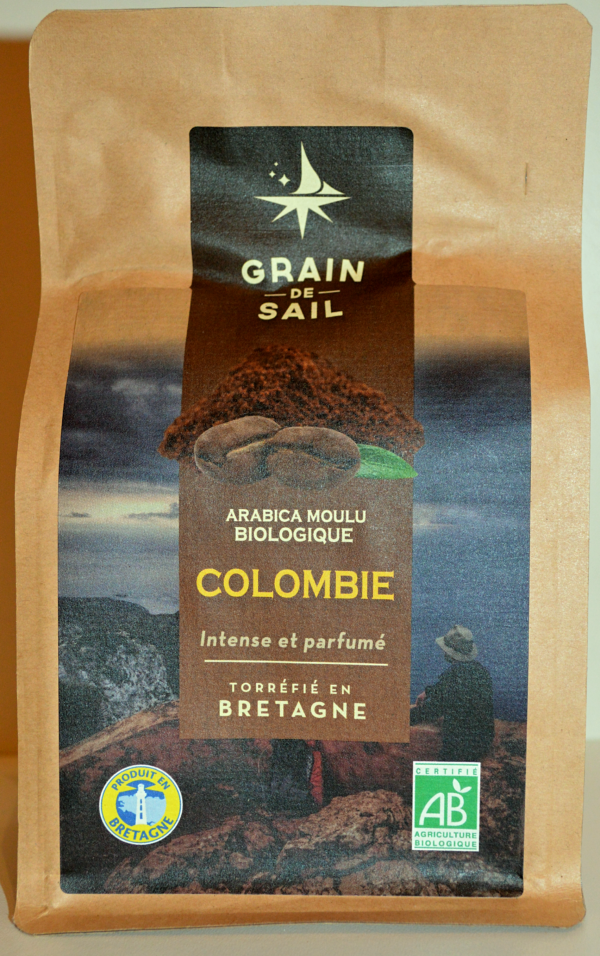 GRAIN
DE
SAIL
ARABICA MOULU
BIOLOGIQUE
COLOMBIE
Intense et parfumé
TORRÉFIÉ EN
BRETAGNE
PRODUIT EN
BRETAGNE
CERTIFIÉ
AB
AGRICULTURE
BIOLOGIQUE